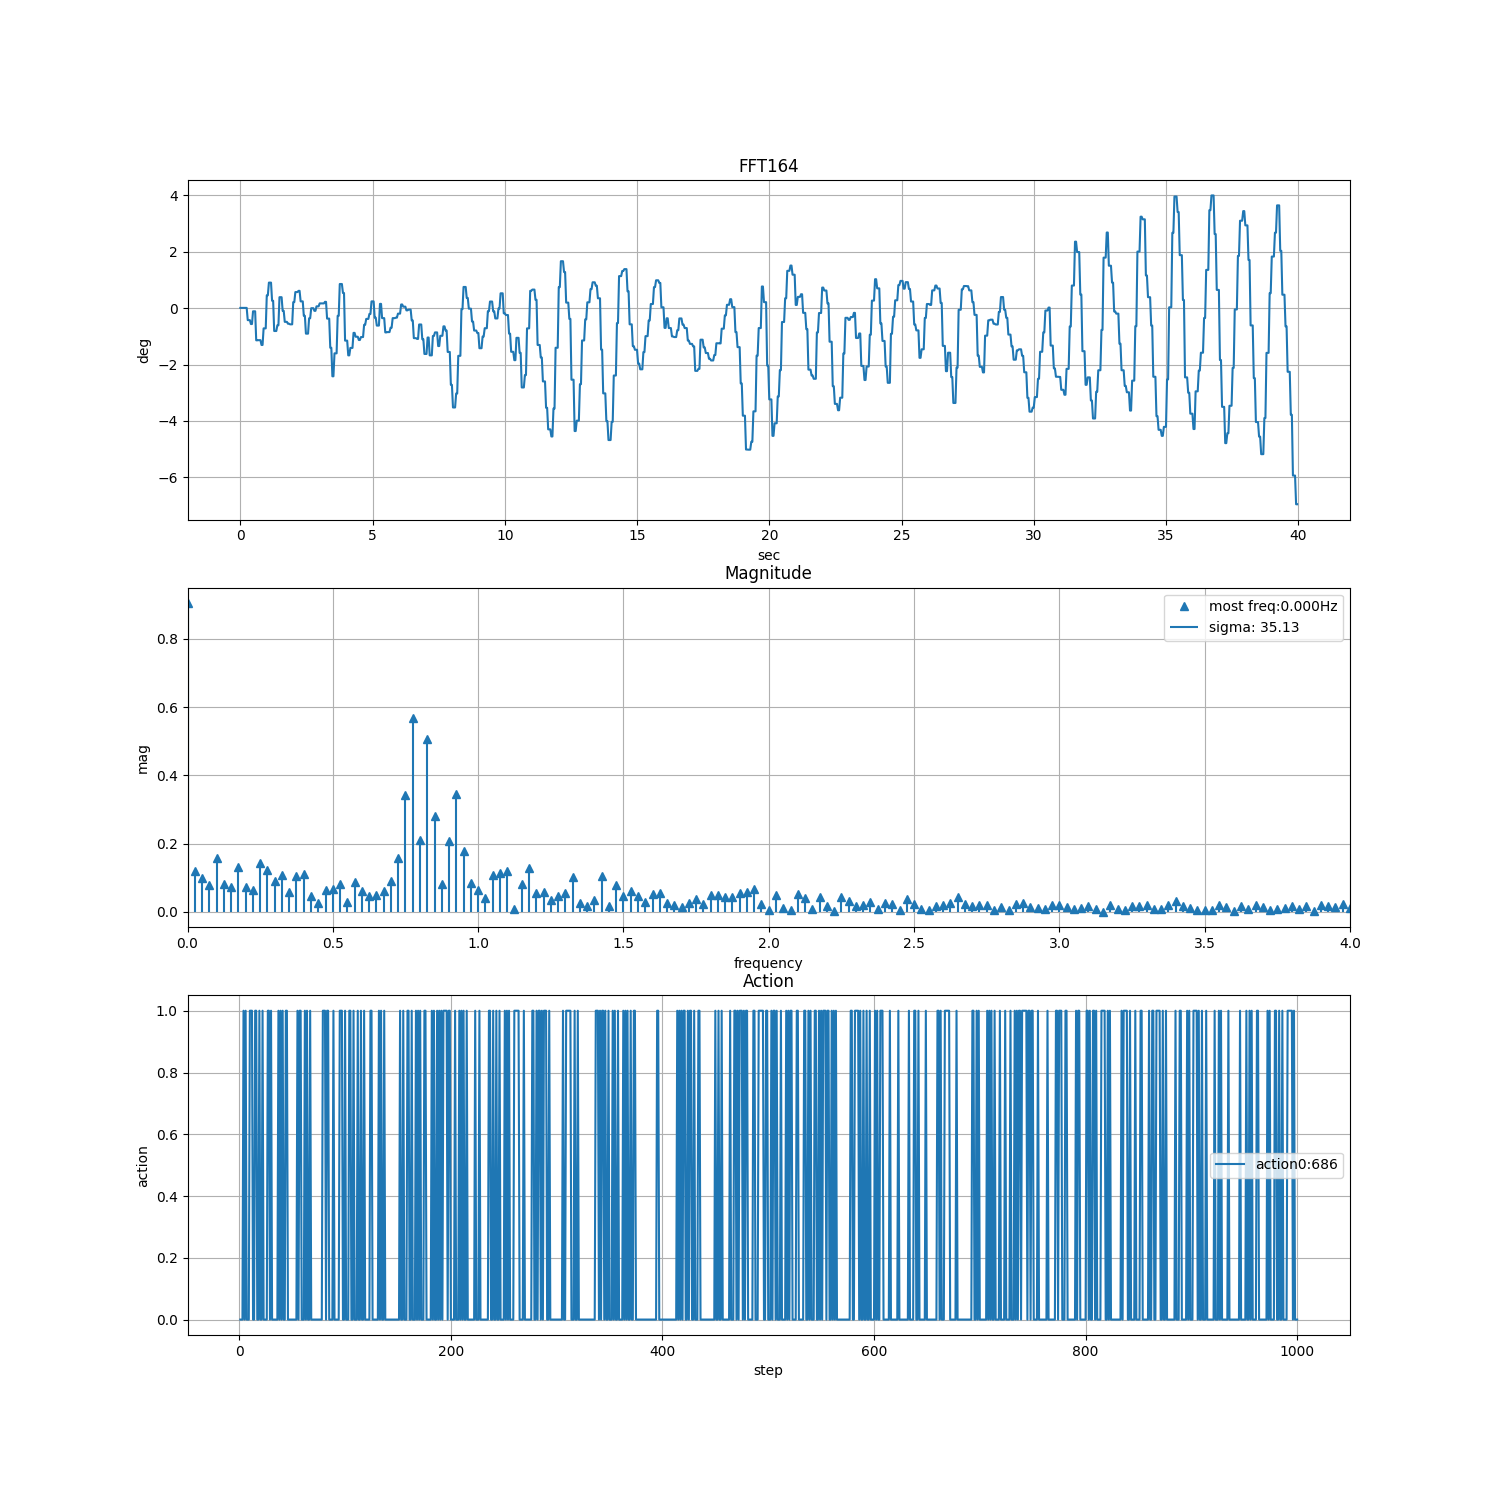 FFT164
4
2
0
−2
−4
−6
deg
0 5 10 15 20 25 30 35 40
sec
Magnitude
most freq:0.000Hz
sigma: 35.13
0.8
0.6
0.4
0.2
0.0
mag
0.0 0.5 1.0 1.5 2.0 2.5 3.0 3.5 4.0
frequency
Action
1.0
0.8
0.6
0.4
0.2
0.0
action
action0:686
0 200 400 600 800 1000
step